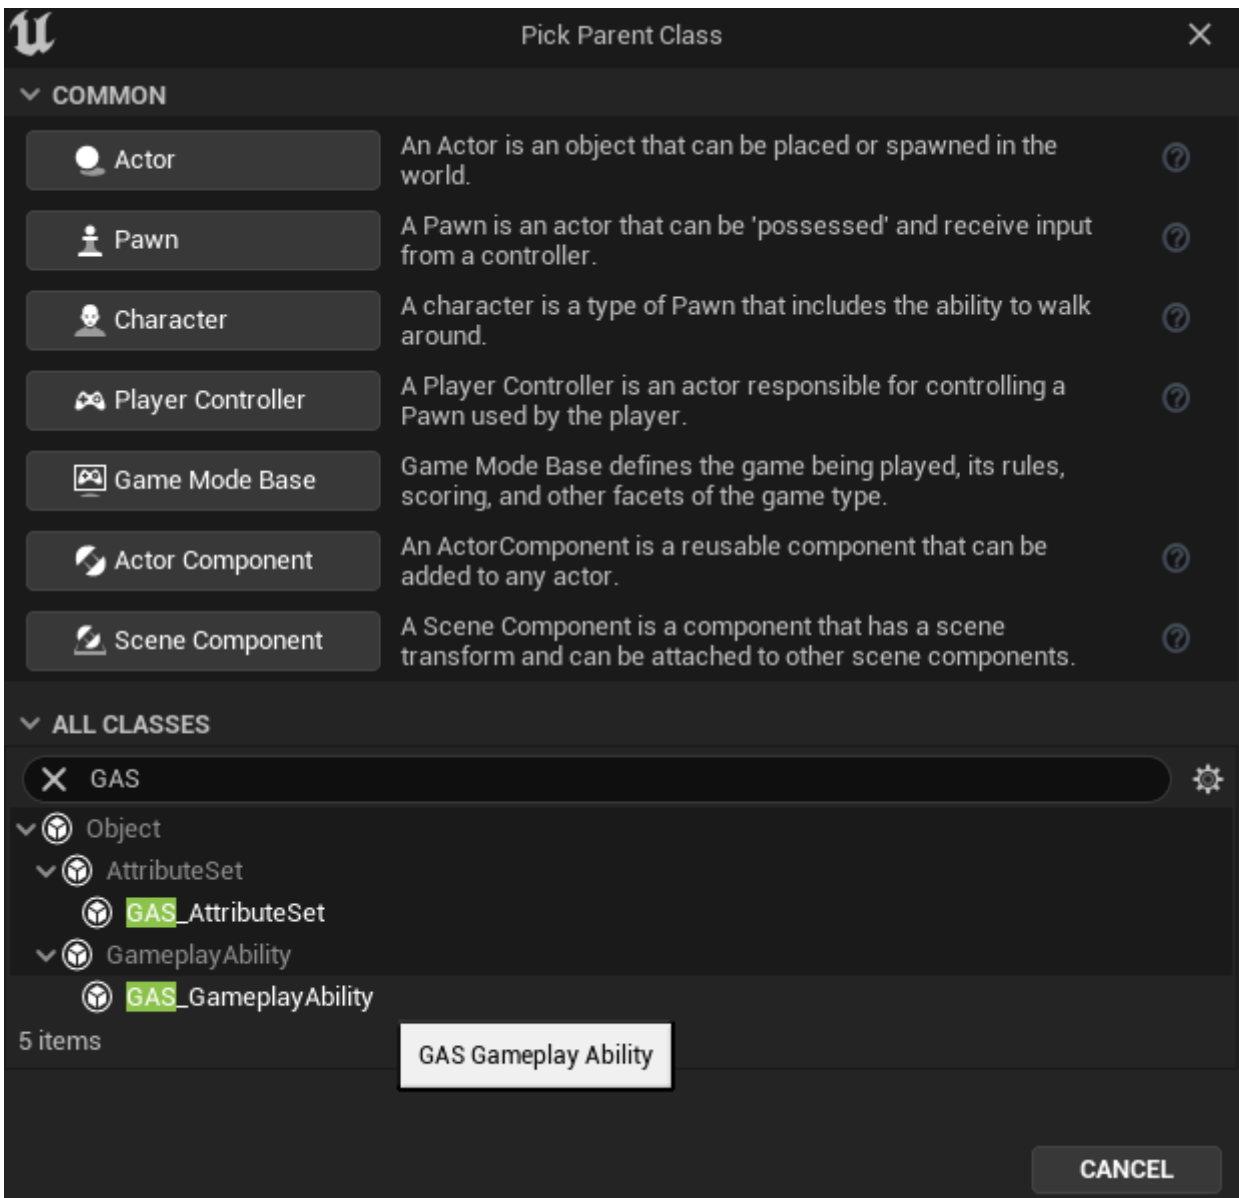 Pick Parent Class
COMMON
Actor
An Actor is an object that can be placed or spawned in the
world.
Pawn
A Pawn is an actor that can be 'possessed' and receive input
from a controller.
Character
A character is a type of Pawn that includes the ability to walk
around.
Player Controller
A Player Controller is an actor responsible for controlling a
Pawn used by the player.
Game Mode Base
Game Mode Base defines the game being played, its rules,
scoring, and other facets of the game type.
Actor Component
An ActorComponent is a reusable component that can be
added to any actor.
Scene Component
A Scene Component is a component that has a scene
transform and can be attached to other scene components.
ALL CLASSES
GAS
Object
AttributeSet
GAS_AttributeSet
GameplayAbility
GAS_GameplayAbility
5 items
GAS Gameplay Ability
CANCEL